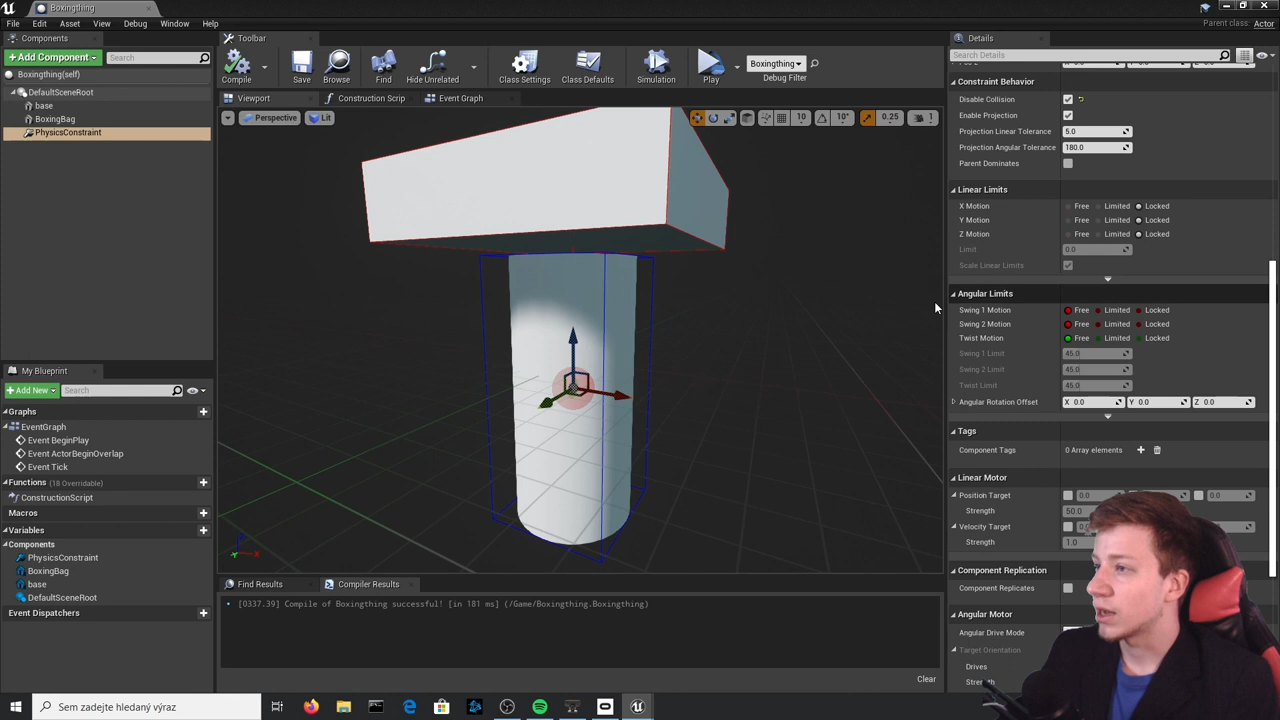 Boxingthing
File Edit Asset View Debug Window Help
Parent class: Actor
Components
Toolbar
Details
+Add Component
Search
Boxingthing(self)
DefaultSceneRoot
base
BoxingBag
PhysicsConstraint
Compile
Save
Browse
Find
Hide Unrelated
Class Settings
Class Defaults
Simulation
Play
Boxingthing
Debug Filter
Viewport
Construction Scrip
Event Graph
Perspective
Lit
10
10°
0.25
1
Search Details
Constraint Behavior
Disable Collision
Enable Projection
Projection Linear Tolerance 5.0
Projection Angular Tolerance 180.0
Parent Dominates
Linear Limits
X Motion Free Limited Locked
Y Motion Free Limited Locked
Z Motion Free Limited Locked
Limit 0.0
Scale Linear Limits
Angular Limits
Swing 1 Motion Free Limited Locked
Swing 2 Motion Free Limited Locked
Twist Motion Free Limited Locked
Swing 1 Limit 45.0
Swing 2 Limit 45.0
Twist Limit 45.0
Angular Rotation Offset X 0.0 Y 0.0 Z 0.0
Tags
Component Tags 0 Array elements
Linear Motor
Position Target 0.0 0.0
Strength 50.0
Velocity Target
Strength 1.0
Component Replication
Component Replicates
Angular Motor
Angular Drive Mode
Target Orientation
Drives
Strength
My Blueprint
+Add New
Search
Graphs
EventGraph
Event BeginPlay
Event ActorBeginOverlap
Event Tick
Functions (18 Overridable)
ConstructionScript
Macros
Variables
Components
PhysicsConstraint
BoxingBag
base
DefaultSceneRoot
Event Dispatchers
Find Results
Compiler Results
[0337.39] Compile of Boxingthing successful! [in 181 ms] (/Game/Boxingthing.Boxingthing)
Clear
Sem zadejte hledaný výraz